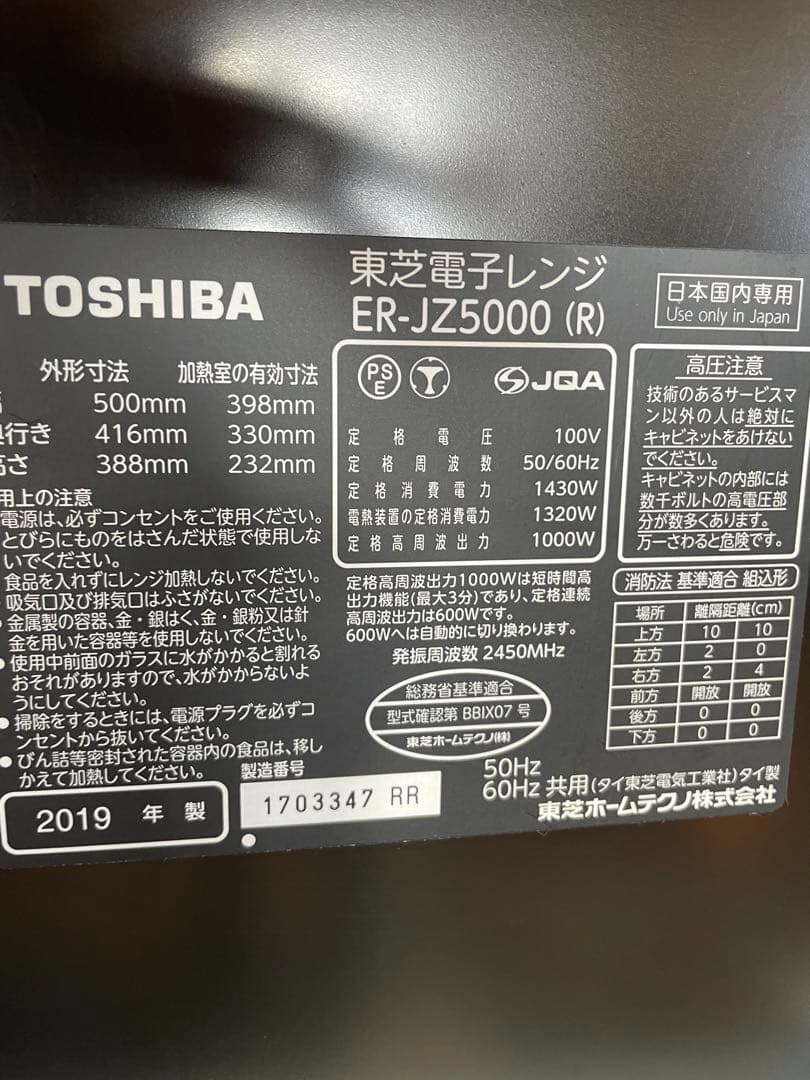 TOSHIBA
東芝電子レンジ
ER-JZ5000 (R)
日本国内専用
Use only in Japan
外形寸法 加熱室の有効寸法
500mm 398mm
奥行き 416mm 330mm
高さ 388mm 232mm
用上の注意
電源は、必ずコンセントをご使用ください。
とびらにものをはさんだ状態で使用しな
いでください。
食品を入れずにレンジ加熱しないでください。
吸気口及び排気口はふさがないでください。
●金属製の容器、金・銀はく、金・銀粉又は針
金を用いた容器等を使用しないでください。
●使用中前面のガラスに水がかかると割れる
おそれがありますので、水がかからないよ
うにしてください。
●掃除をするときには、電源プラグを必ずコ
ンセントから抜いてください。
●びん詰等密封された容器内の食品は、移し
かえて加熱してください。
2019 年 製
製造番号
1703347 RR
PSE
JQA
定格電圧 100V
定格周波数 50/60Hz
定格消費電力 1430W
電熱装置の定格消費電力 1320W
定格高周波出力 1000W
定格高周波出力1000Wは短時間高
出力機能(最大3分)であり、定格連続
高周波出力は600Wです。
600Wへは自動的に切り換わります。
発振周波数 2450MHz
総務省基準適合
型式確認第 BBIX07 号
東芝ホームテクノ(株)
高圧注意
技術のあるサービスマ
ン以外の人は絶対に
キャビネットをあけない
でください。
キャビネットの内部には
数千ボルトの高電圧部
分が数多くあります。
万一さわると危険です。
消防法 基準適合 組込形
場所 離隔距離(cm)
上方 10 10
左方 2 0
右方 2 4
前方 開放 開放
後方 0 0
下方 0 0
50Hz
60Hz 共用(タイ東芝電気工業社)タイ製
東芝ホームテクノ株式会社